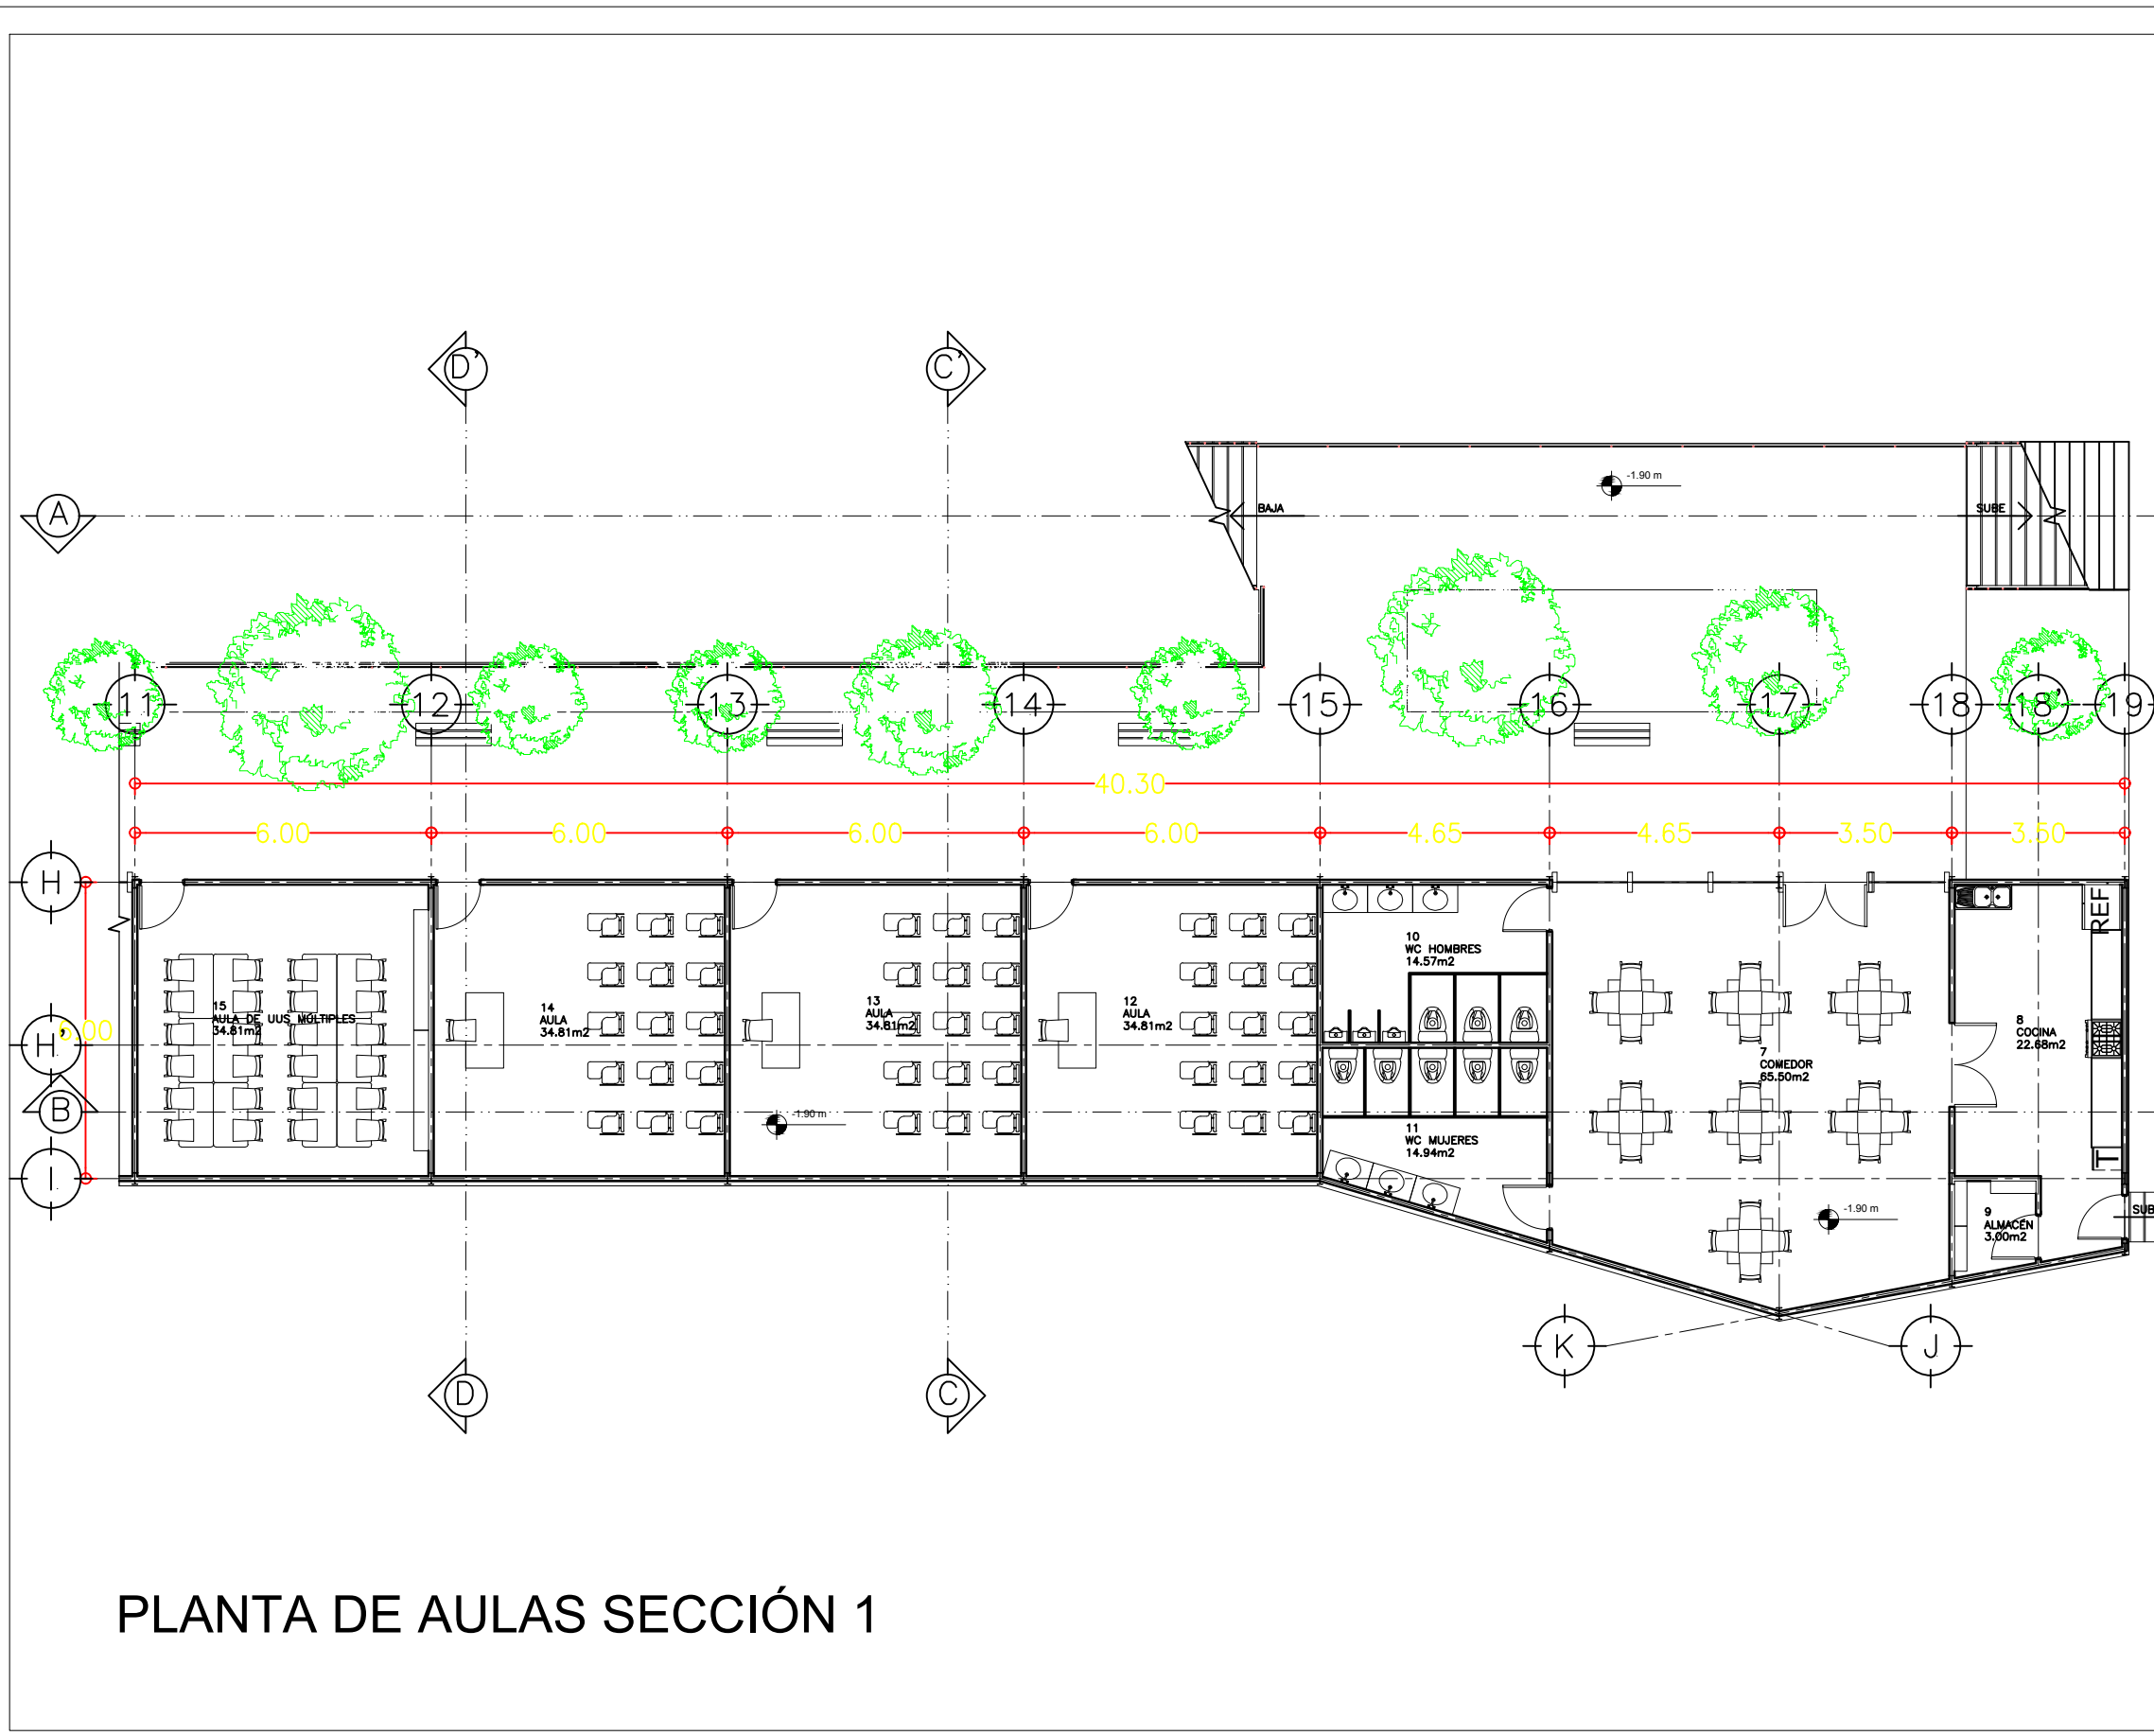 D’
C’
-1.90 m
A
BAJA
SUBE
11
12
13
14
15
16
17
18
18’
19
40.30
6.00
6.00
6.00
6.00
4.65
4.65
3.50
3.50
H
REF
10
WC HOMBRES
14.57m2
15
AULA DE UUS MÚLTIPLES
34.81m2
14
AULA
34.81m2
13
AULA
34.81m2
12
AULA
34.81m2
8
COCINA
22.68m2
6.00
H’
7
COMEDOR
65.50m2
B
-1.90 m
11
WC MUJERES
14.94m2
T
I
9
ALMACÉN
3.00m2
-1.90 m
SUB
K
J
D
C
PLANTA DE AULAS SECCIÓN 1